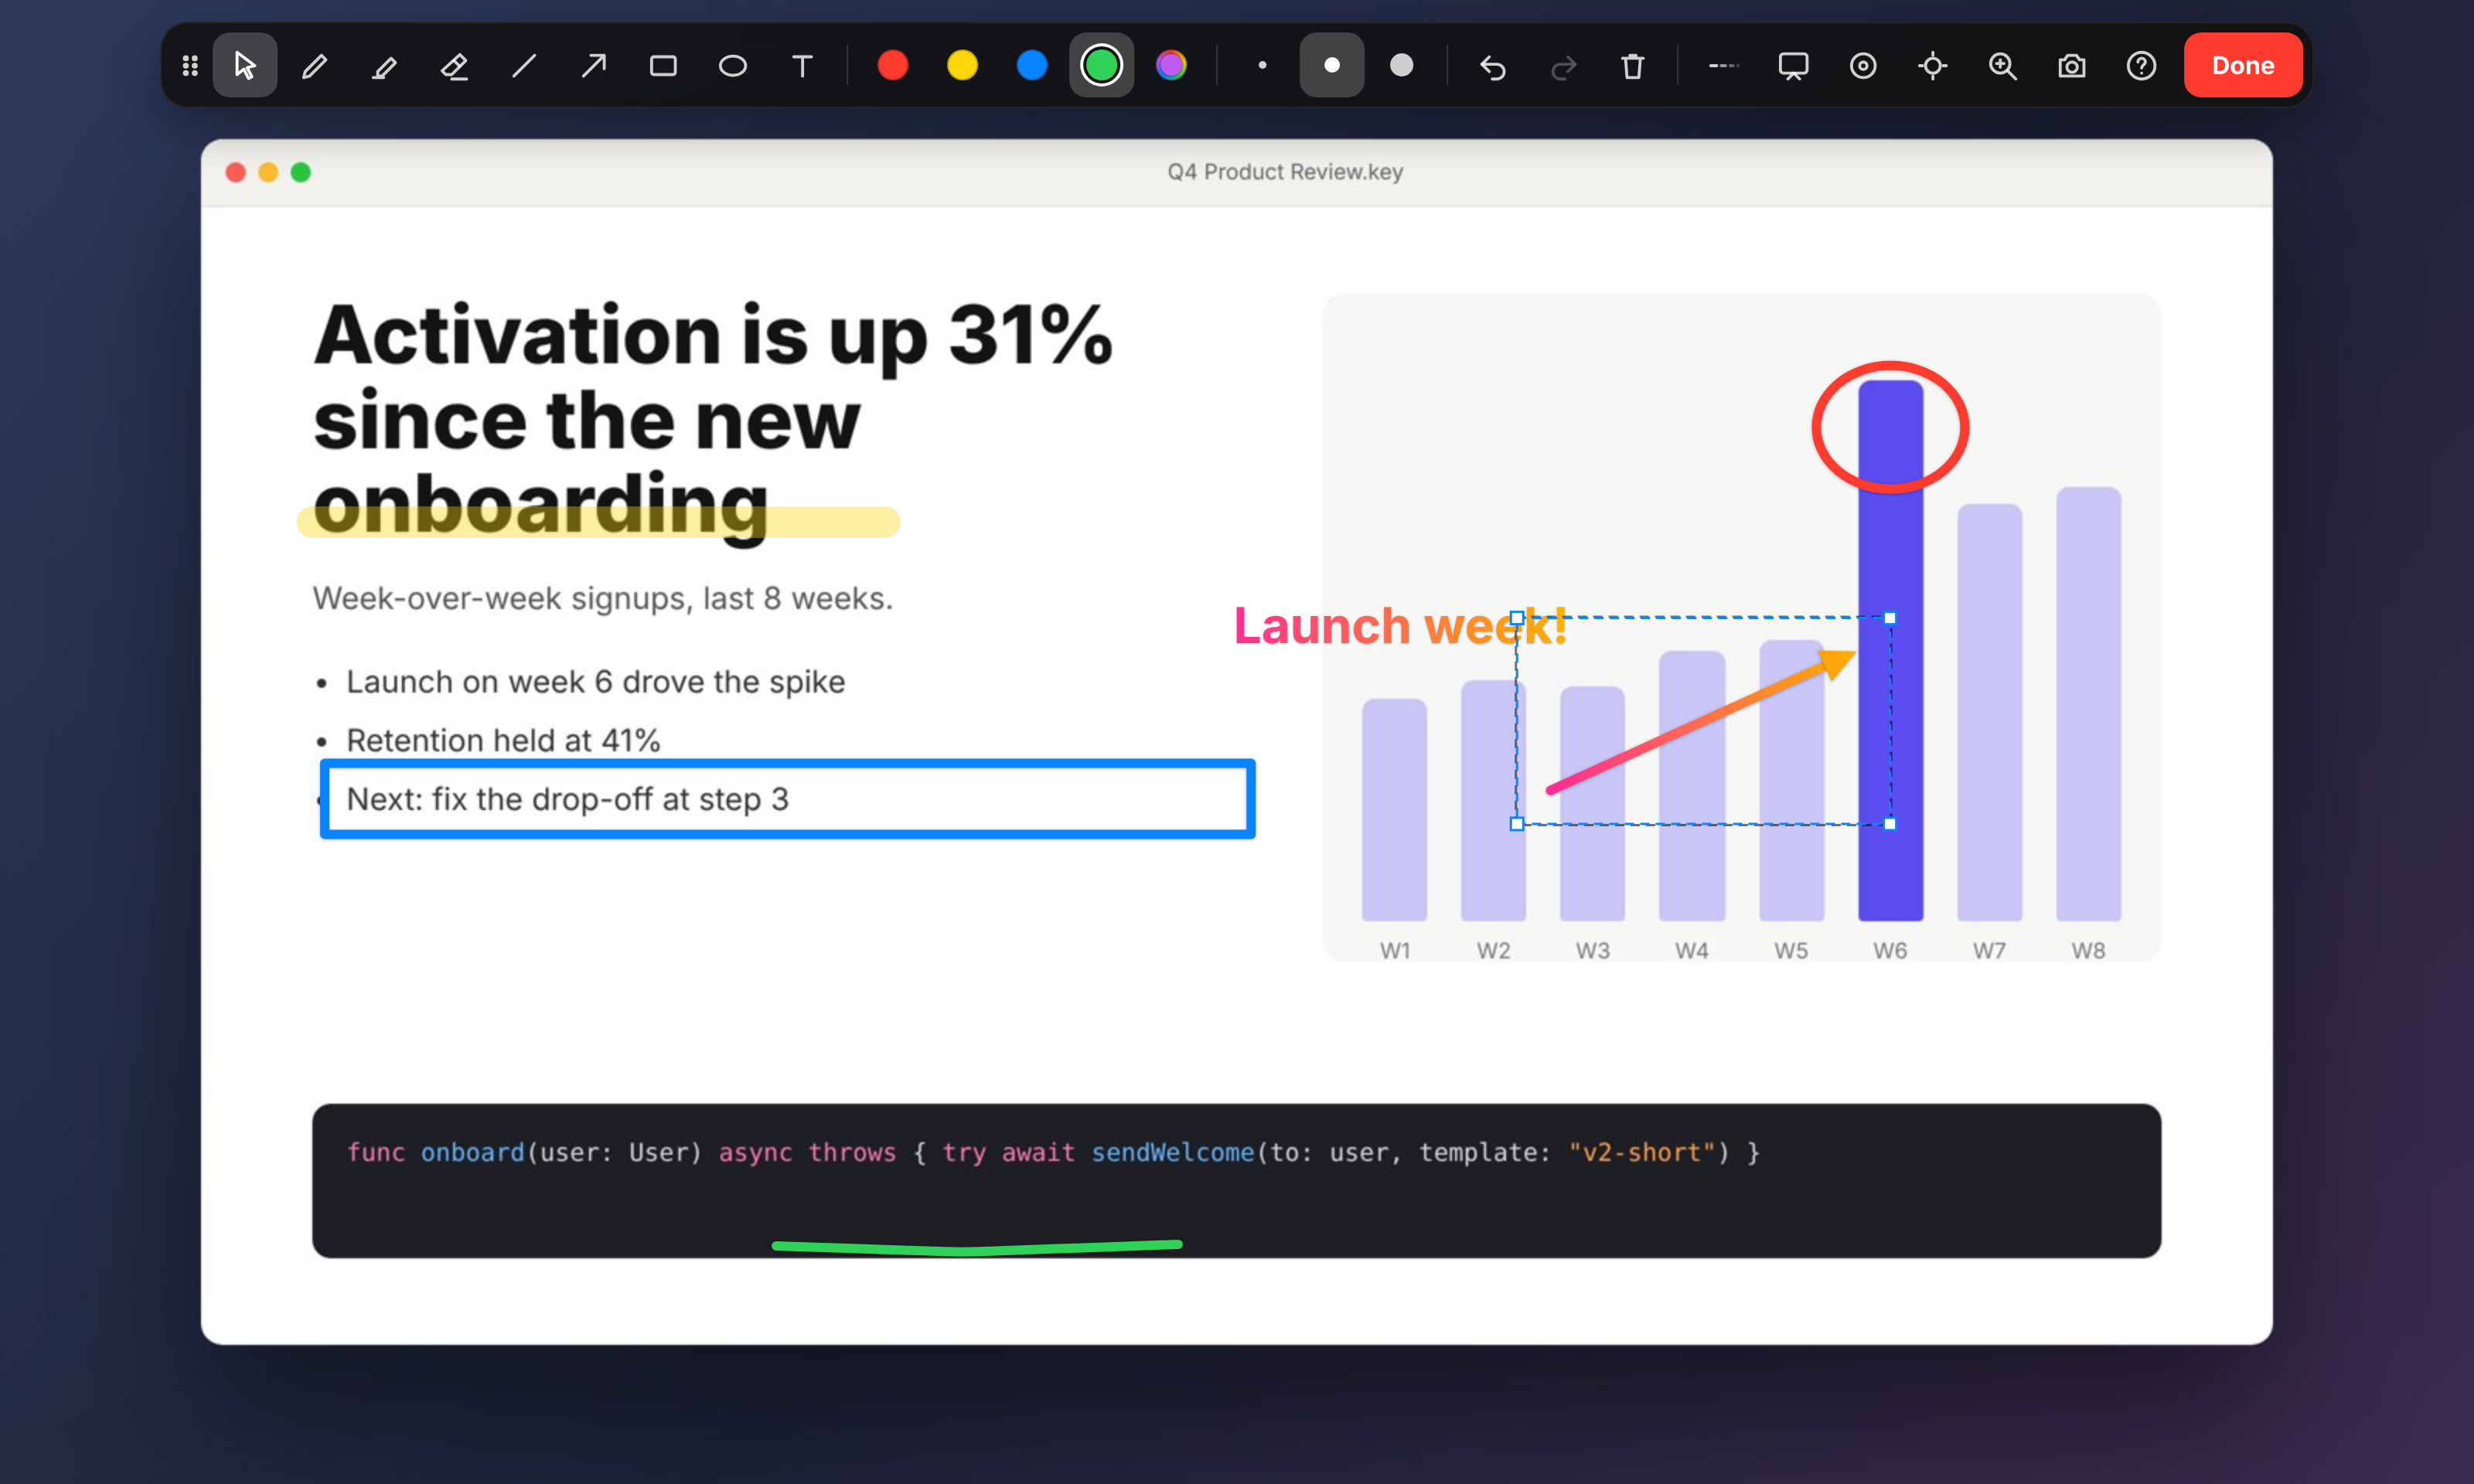 Done
Q4 Product Review.key
Activation is up 31%
since the new
onboarding
Week-over-week signups, last 8 weeks.
• Launch on week 6 drove the spike
• Retention held at 41%
• Next: fix the drop-off at step 3
Launch week!
W1 W2 W3 W4 W5 W6 W7 W8
func onboard(user: User) async throws { try await sendWelcome(to: user, template: "v2-short") }